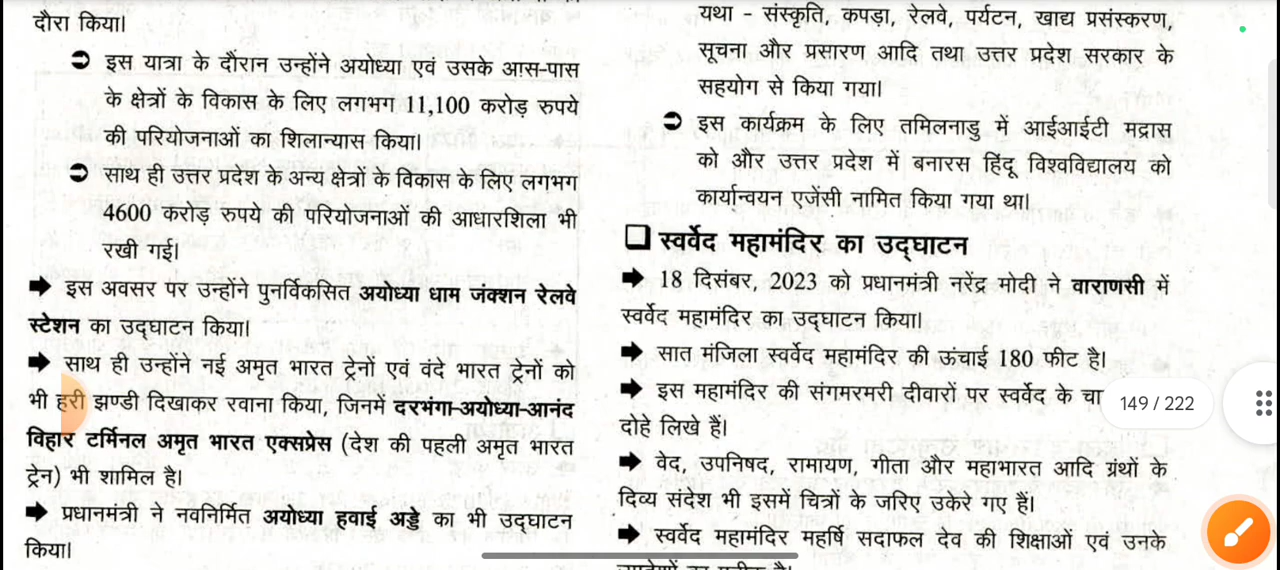 दौरा किया।
➲ इस यात्रा के दौरान उन्होंने अयोध्या एवं उसके आस-पास
के क्षेत्रों के विकास के लिए लगभग 11,100 करोड़ रुपये
की परियोजनाओं का शिलान्यास किया।
➲ साथ ही उत्तर प्रदेश के अन्य क्षेत्रों के विकास के लिए लगभग
4600 करोड़ रुपये की परियोजनाओं की आधारशिला भी
रखी गई।
➡ इस अवसर पर उन्होंने पुनर्विकसित अयोध्या धाम जंक्शन रेलवे
स्टेशन का उद्घाटन किया।
➡ साथ ही उन्होंने नई अमृत भारत ट्रेनों एवं वंदे भारत ट्रेनों को
भी हरी झण्डी दिखाकर रवाना किया, जिनमें दरभंगा-अयोध्या-आनंद
विहार टर्मिनल अमृत भारत एक्सप्रेस (देश की पहली अमृत भारत
ट्रेन) भी शामिल है।
➡ प्रधानमंत्री ने नवनिर्मित अयोध्या हवाई अड्डे का भी उद्घाटन
किया।
यथा - संस्कृति, कपड़ा, रेलवे, पर्यटन, खाद्य प्रसंस्करण,
सूचना और प्रसारण आदि तथा उत्तर प्रदेश सरकार के
सहयोग से किया गया।
➲ इस कार्यक्रम के लिए तमिलनाडु में आईआईटी मद्रास
को और उत्तर प्रदेश में बनारस हिंदू विश्वविद्यालय को
कार्यान्वयन एजेंसी नामित किया गया था।
❑ स्वर्वेद महामंदिर का उद्घाटन
➡ 18 दिसंबर, 2023 को प्रधानमंत्री नरेंद्र मोदी ने वाराणसी में
स्वर्वेद महामंदिर का उद्घाटन किया।
➡ सात मंजिला स्वर्वेद महामंदिर की ऊंचाई 180 फीट है।
➡ इस महामंदिर की संगमरमरी दीवारों पर स्वर्वेद के
दोहे लिखे हैं।
➡ वेद, उपनिषद, रामायण, गीता और महाभारत आदि ग्रंथों के
दिव्य संदेश भी इसमें चित्रों के जरिए उकेरे गए हैं।
➡ स्वर्वेद महामंदिर महर्षि सदाफल देव की शिक्षाओं एवं उनके
149 / 222